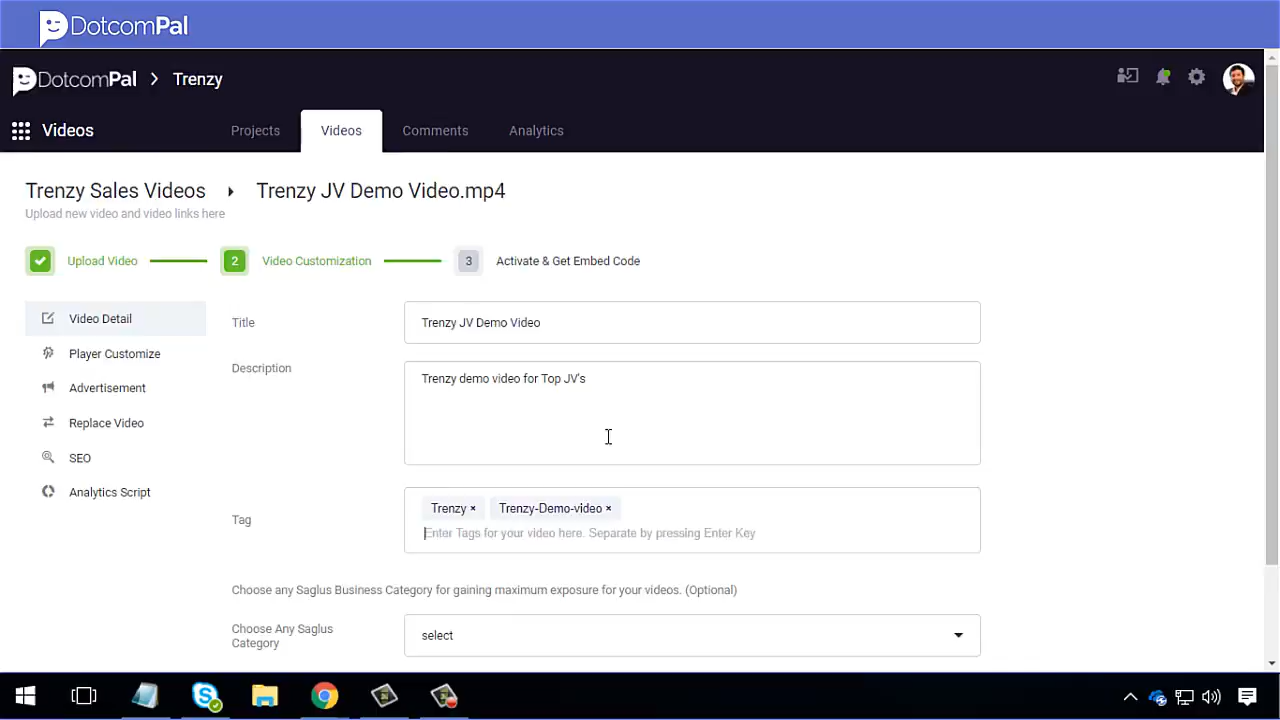 DotcomPal
DotcomPal > Trenzy
Videos
Projects
Videos
Comments
Analytics
Trenzy Sales Videos
Trenzy JV Demo Video.mp4
Upload new video and video links here
Upload Video
2
Video Customization
3
Activate & Get Embed Code
Video Detail
Player Customize
Advertisement
Replace Video
SEO
Analytics Script
Title
Trenzy JV Demo Video
Description
Trenzy demo video for Top JV's
Tag
Trenzy × Trenzy-Demo-video ×
Enter Tags for your video here. Separate by pressing Enter Key
Choose any Saglus Business Category for gaining maximum exposure for your videos. (Optional)
Choose Any Saglus
Category
select